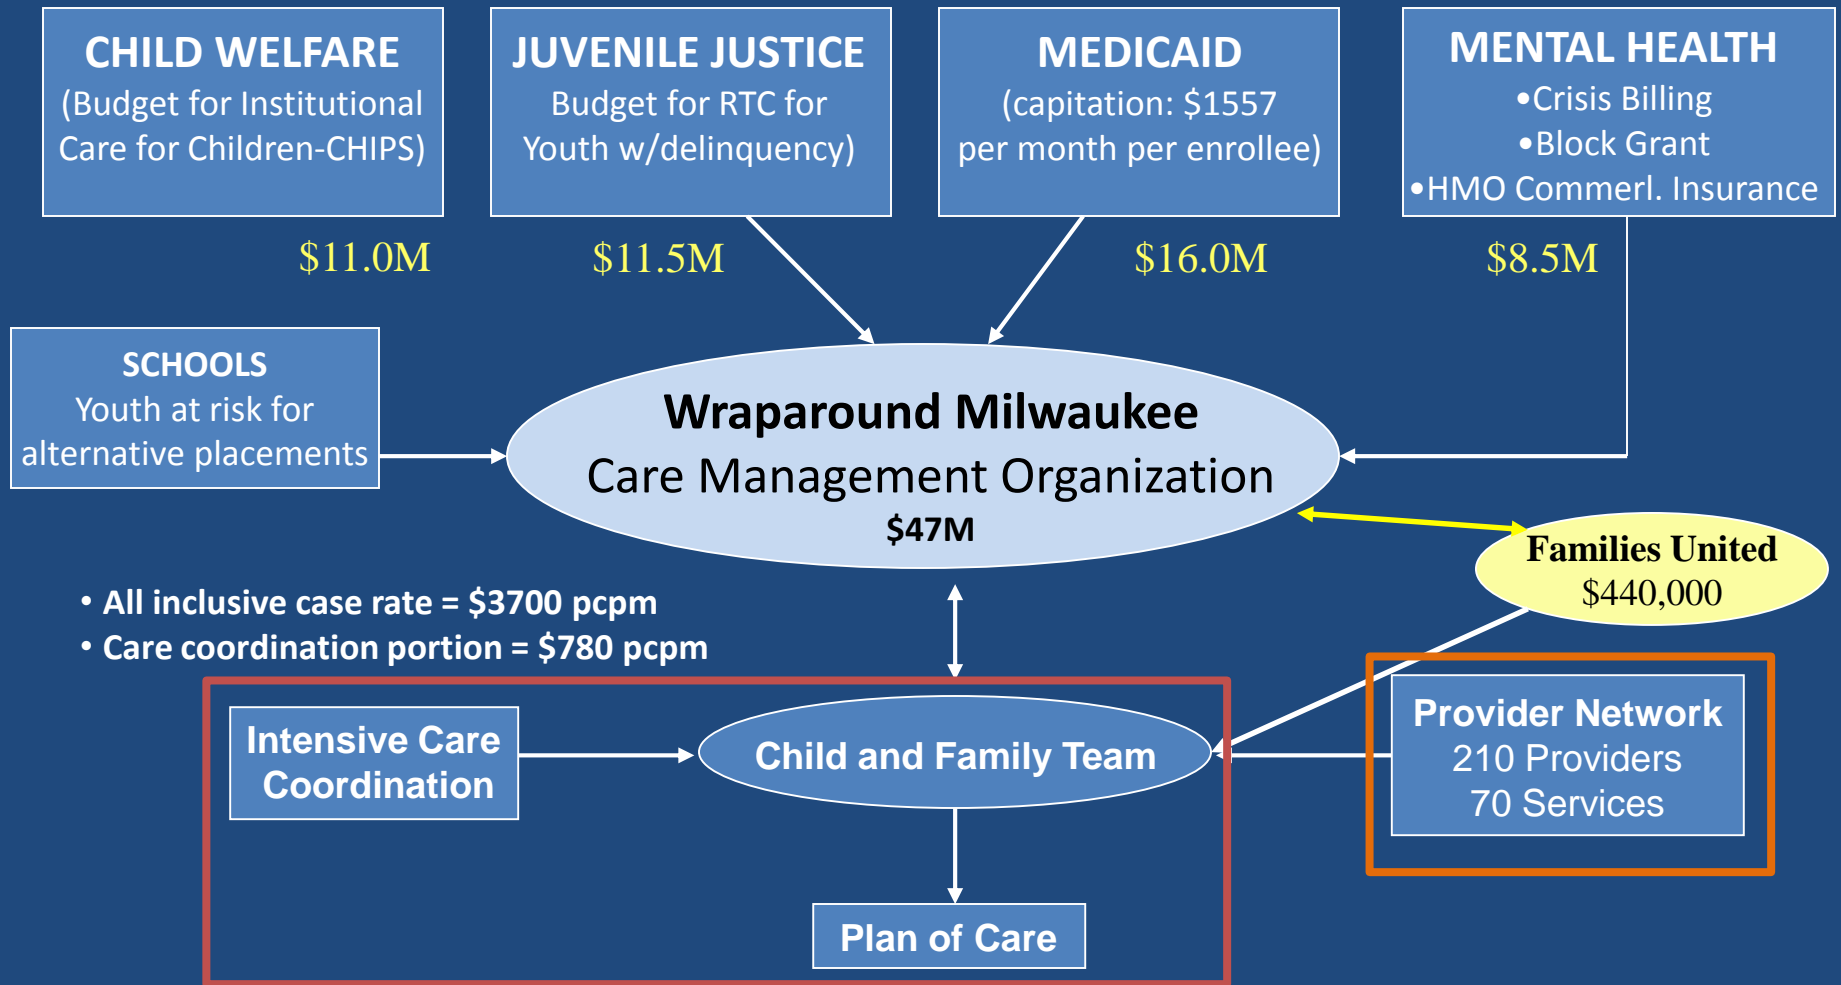 CHILD WELFARE
(Budget for Institutional
Care for Children-CHIPS)
JUVENILE JUSTICE
Budget for RTC for
Youth w/delinquency)
MEDICAID
(capitation: $1557
per month per enrollee)
MENTAL HEALTH
•Crisis Billing
•Block Grant
•HMO Commerl. Insurance
$11.0M
$11.5M
$16.0M
$8.5M
SCHOOLS
Youth at risk for
alternative placements
Wraparound Milwaukee
Care Management Organization
$47M
Families United
$440,000
• All inclusive case rate = $3700 pcpm
• Care coordination portion = $780 pcpm
Intensive Care
Coordination
Child and Family Team
Provider Network
210 Providers
70 Services
Plan of Care